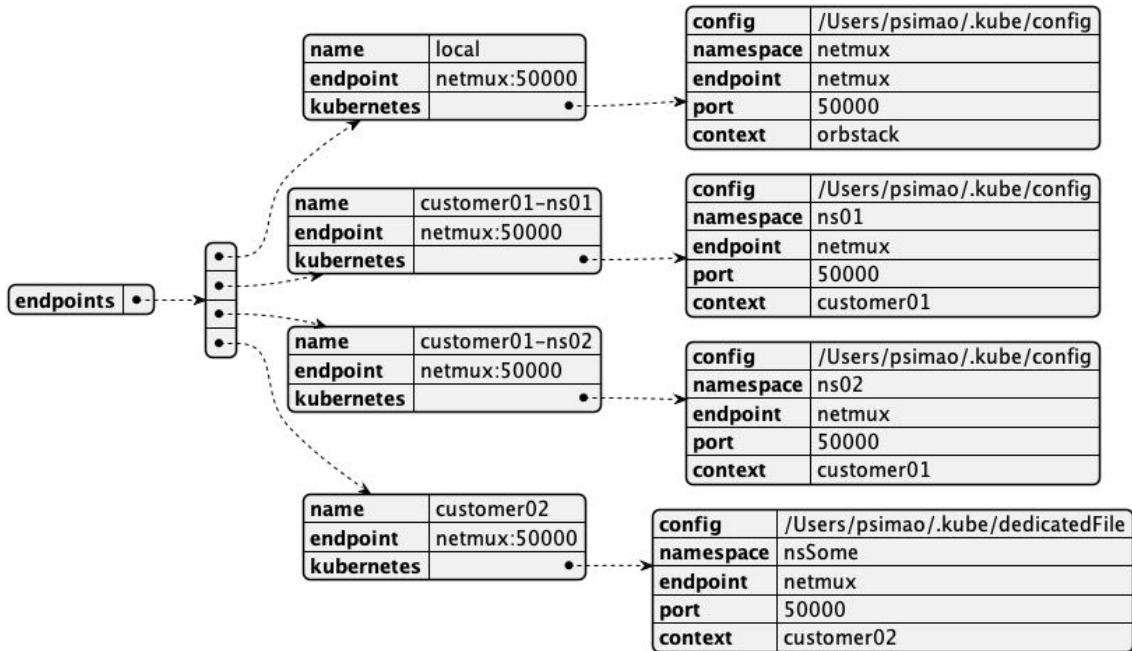 endpoints
name local
endpoint netmux:50000
kubernetes
config /Users/psimao/.kube/config
namespace netmux
endpoint netmux
port 50000
context orbstack
name customer01-ns01
endpoint netmux:50000
kubernetes
config /Users/psimao/.kube/config
namespace ns01
endpoint netmux
port 50000
context customer01
name customer01-ns02
endpoint netmux:50000
kubernetes
config /Users/psimao/.kube/config
namespace ns02
endpoint netmux
port 50000
context customer01
name customer02
endpoint netmux:50000
kubernetes
config /Users/psimao/.kube/dedicatedFile
namespace nsSome
endpoint netmux
port 50000
context customer02